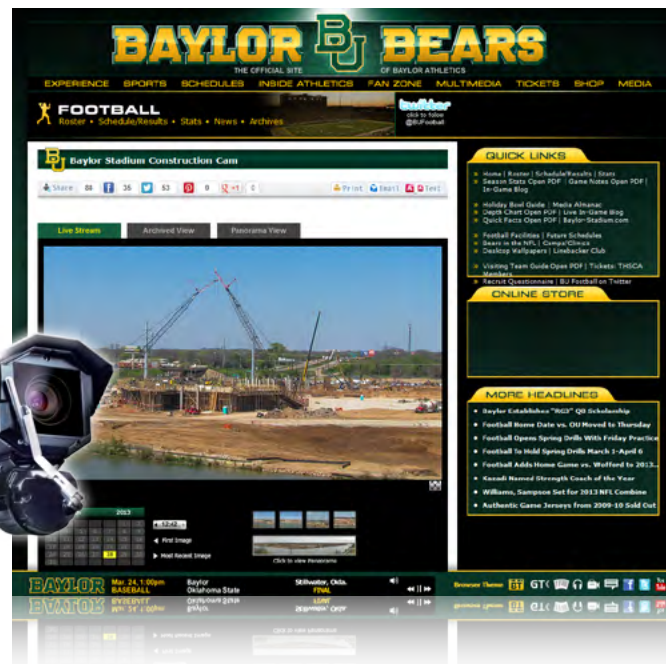 BAYLOR BU BEARS
THE OFFICIAL SITE OF BAYLOR ATHLETICS
EXPERIENCE SPORTS SCHEDULES INSIDE ATHLETICS FAN ZONE MULTIMEDIA TICKETS SHOP MEDIA
FOOTBALL
Roster • Schedule/Results • Stats • News • Archives
twitter
click to follow
@BUFootball
BU Baylor Stadium Construction Cam
Share 88 35 53 0 +1 0 Print Email Text
Live Stream Archived View Panorama View
2013
12:42
First Image
Most Recent Image
Click to view Panorama
QUICK LINKS
Home | Roster | Schedule/Results | Stats
Season Stats Open PDF | Game Notes Open PDF |
In-Game Blog
Holiday Bowl Guide | Media Almanac
Depth Chart Open PDF | Live In-Game Blog
Quick Facts Open PDF | Baylor-Stadium.com
Football Facilities | Future Schedules
Bears in the NFL | Camps/Clinics
Desktop Wallpapers | Linebacker Club
Visiting Team Guide Open PDF | Tickets: THSCA
Members
Recruit Questionnaire | BU Football on Twitter
ONLINE STORE
MORE HEADLINES
Baylor Establishes "RG3" QB Scholarship
Football Home Date vs. OU Moved to Thursday
Football Opens Spring Drills With Friday Practice
Football To Hold Spring Drills March 1-April 6
Football Adds Home Game vs. Wofford to 2013...
Kazadi Named Strength Coach of the Year
Williams, Sampson Set for 2013 NFL Combine
Authentic Game Jerseys from 2009-10 Sold Out
BAYLOR Mar. 24, 1:00pm Baylor Stillwater, Okla. Browser Theme GT
BASEBALL Oklahoma State FINAL